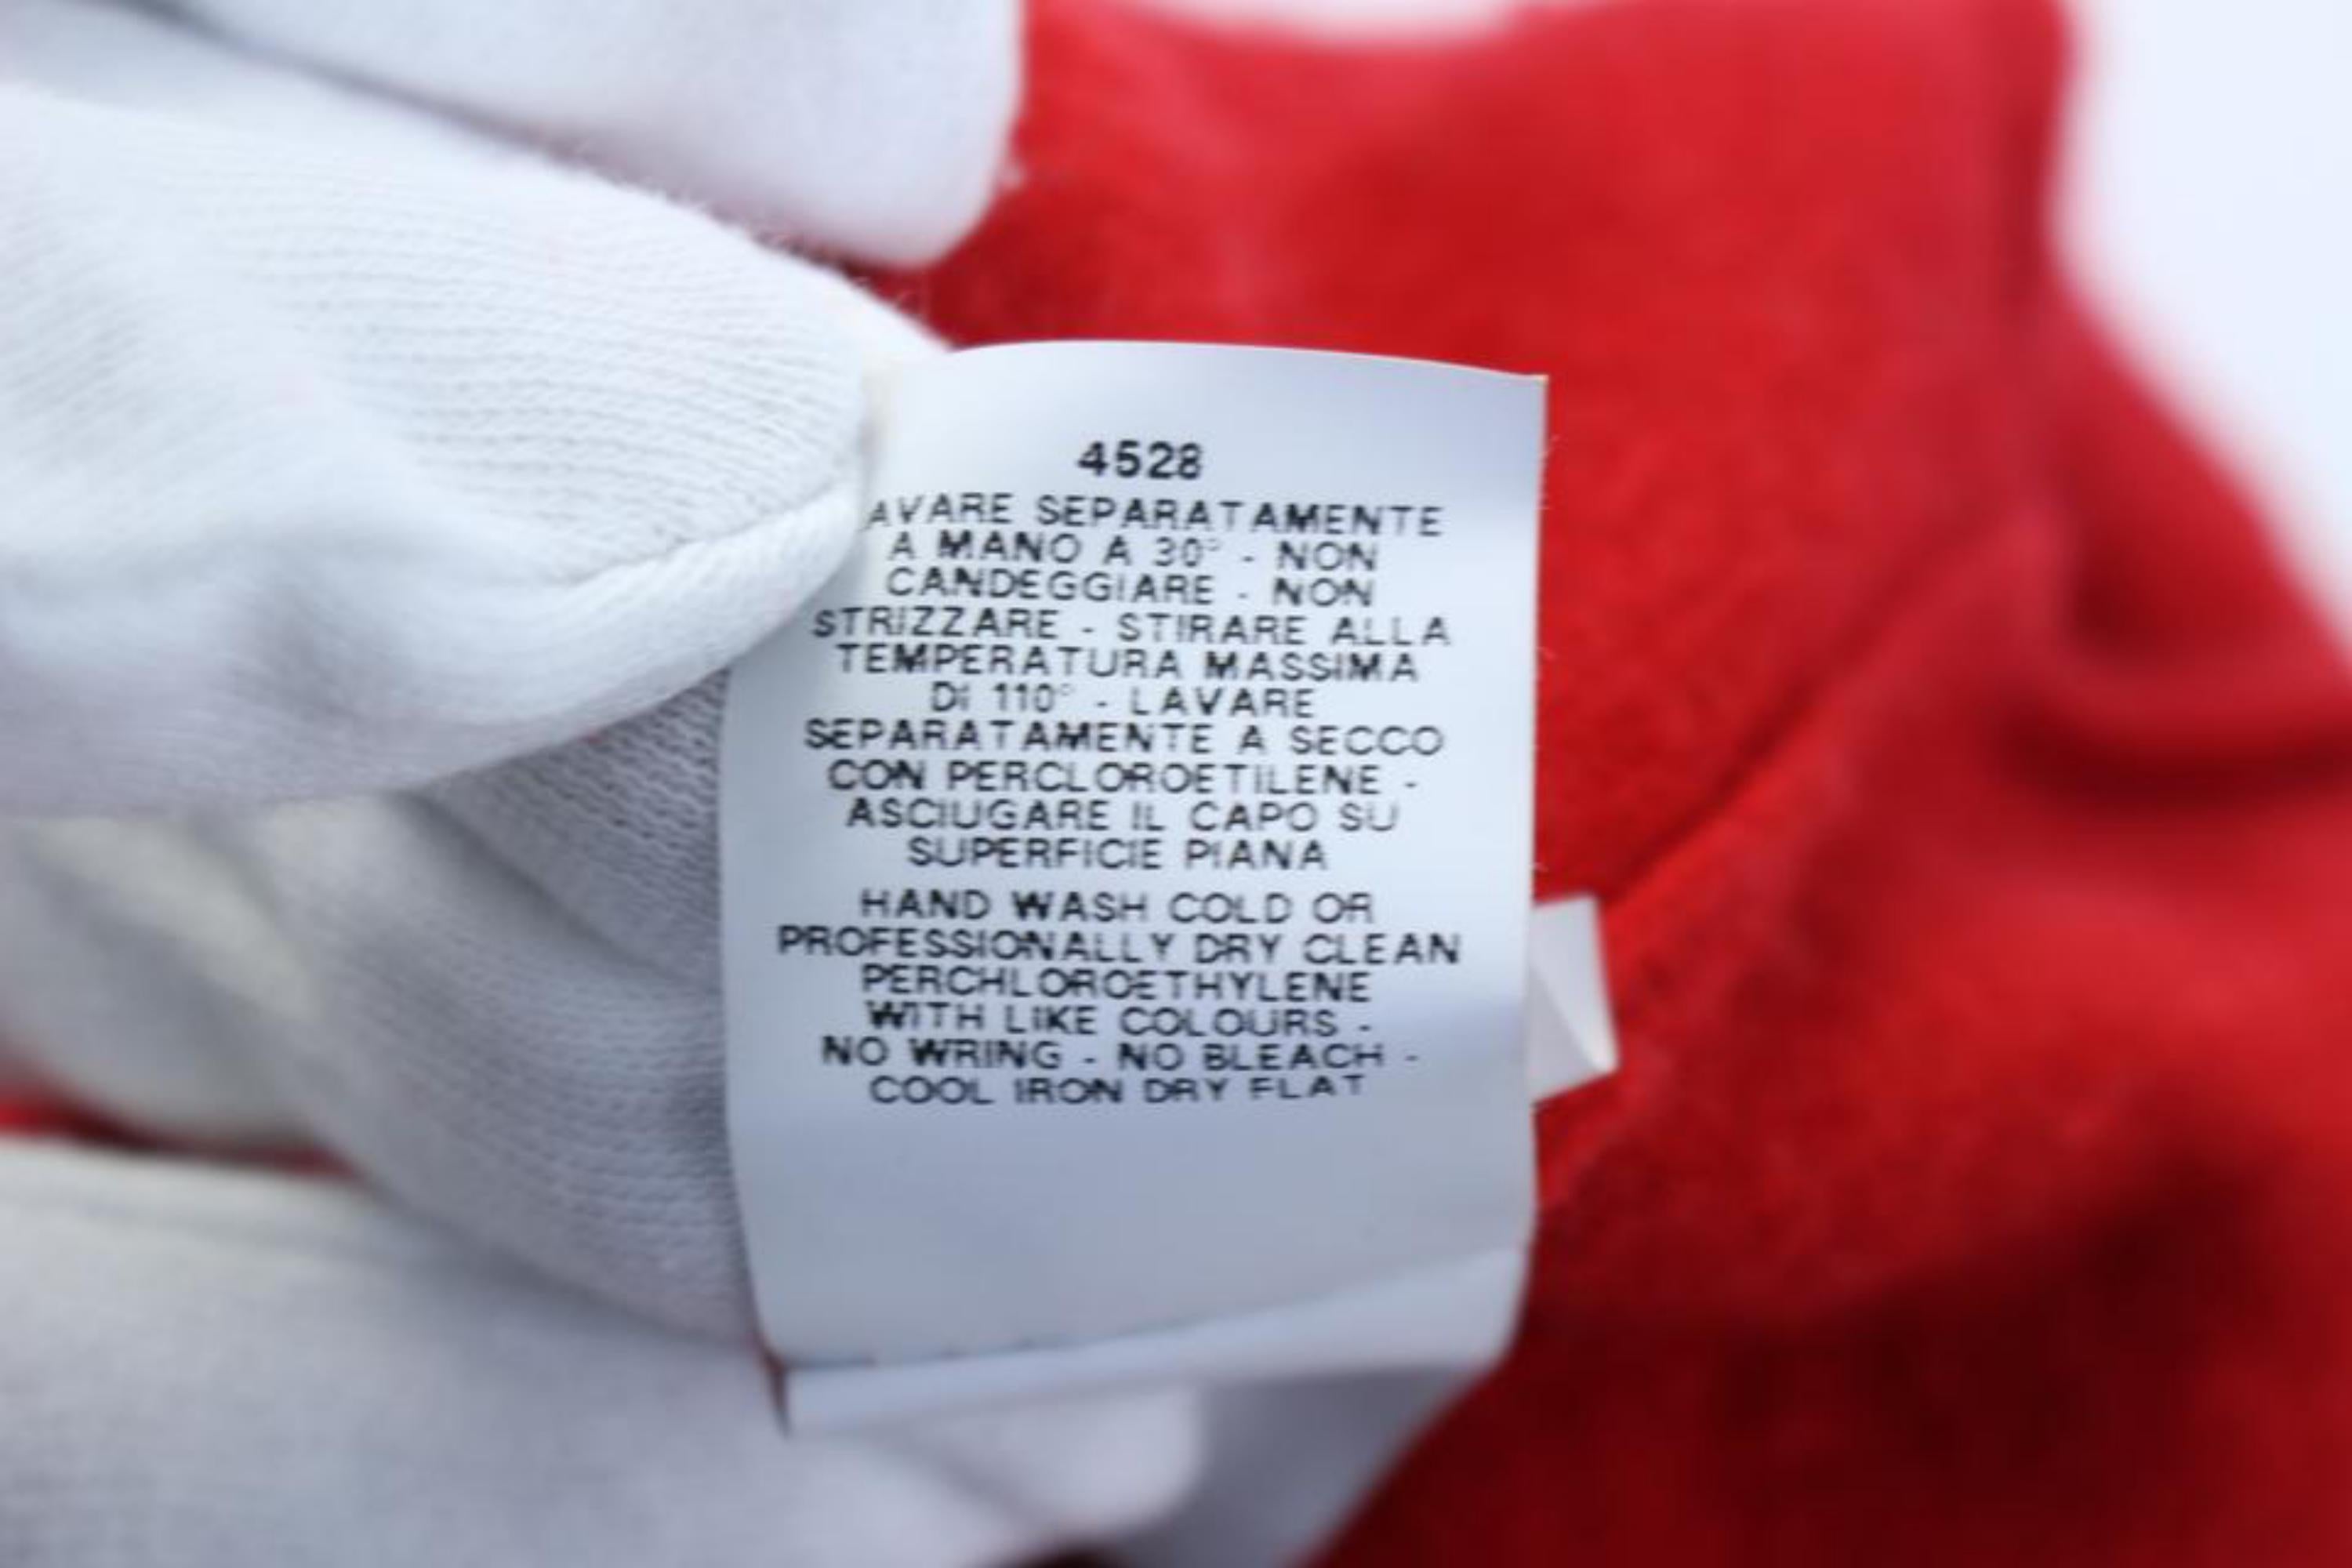 4528
AVARE SEPARATAMENTE
A MANO A 30° - NON
CANDEGGIARE - NON
STRIZZARE - STIRARE ALLA
TEMPERATURA MASSIMA
DI 110° - LAVARE
SEPARATAMENTE A SECCO
CON PERCLOROETILENE -
ASCIUGARE IL CAPO SU
SUPERFICIE PIANA
HAND WASH COLD OR
PROFESSIONALLY DRY CLEAN
PERCHLOROETHYLENE
WITH LIKE COLOURS -
NO WRING - NO BLEACH -
COOL IRON DRY FLAT